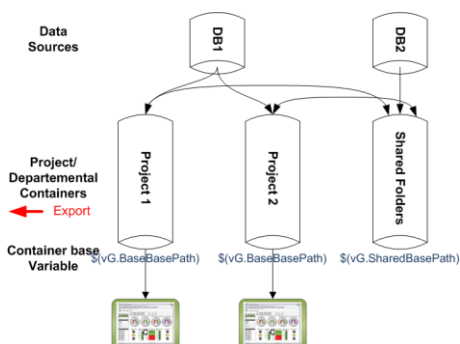 Data
Sources
DB1
DB2
Project/
Departemental
Containers
Export
Project 1
Project 2
Shared Folders
Container base
Variable
$(vG.BaseBasePath)
$(vG.BaseBasePath)
$(vG.SharedBasePath)